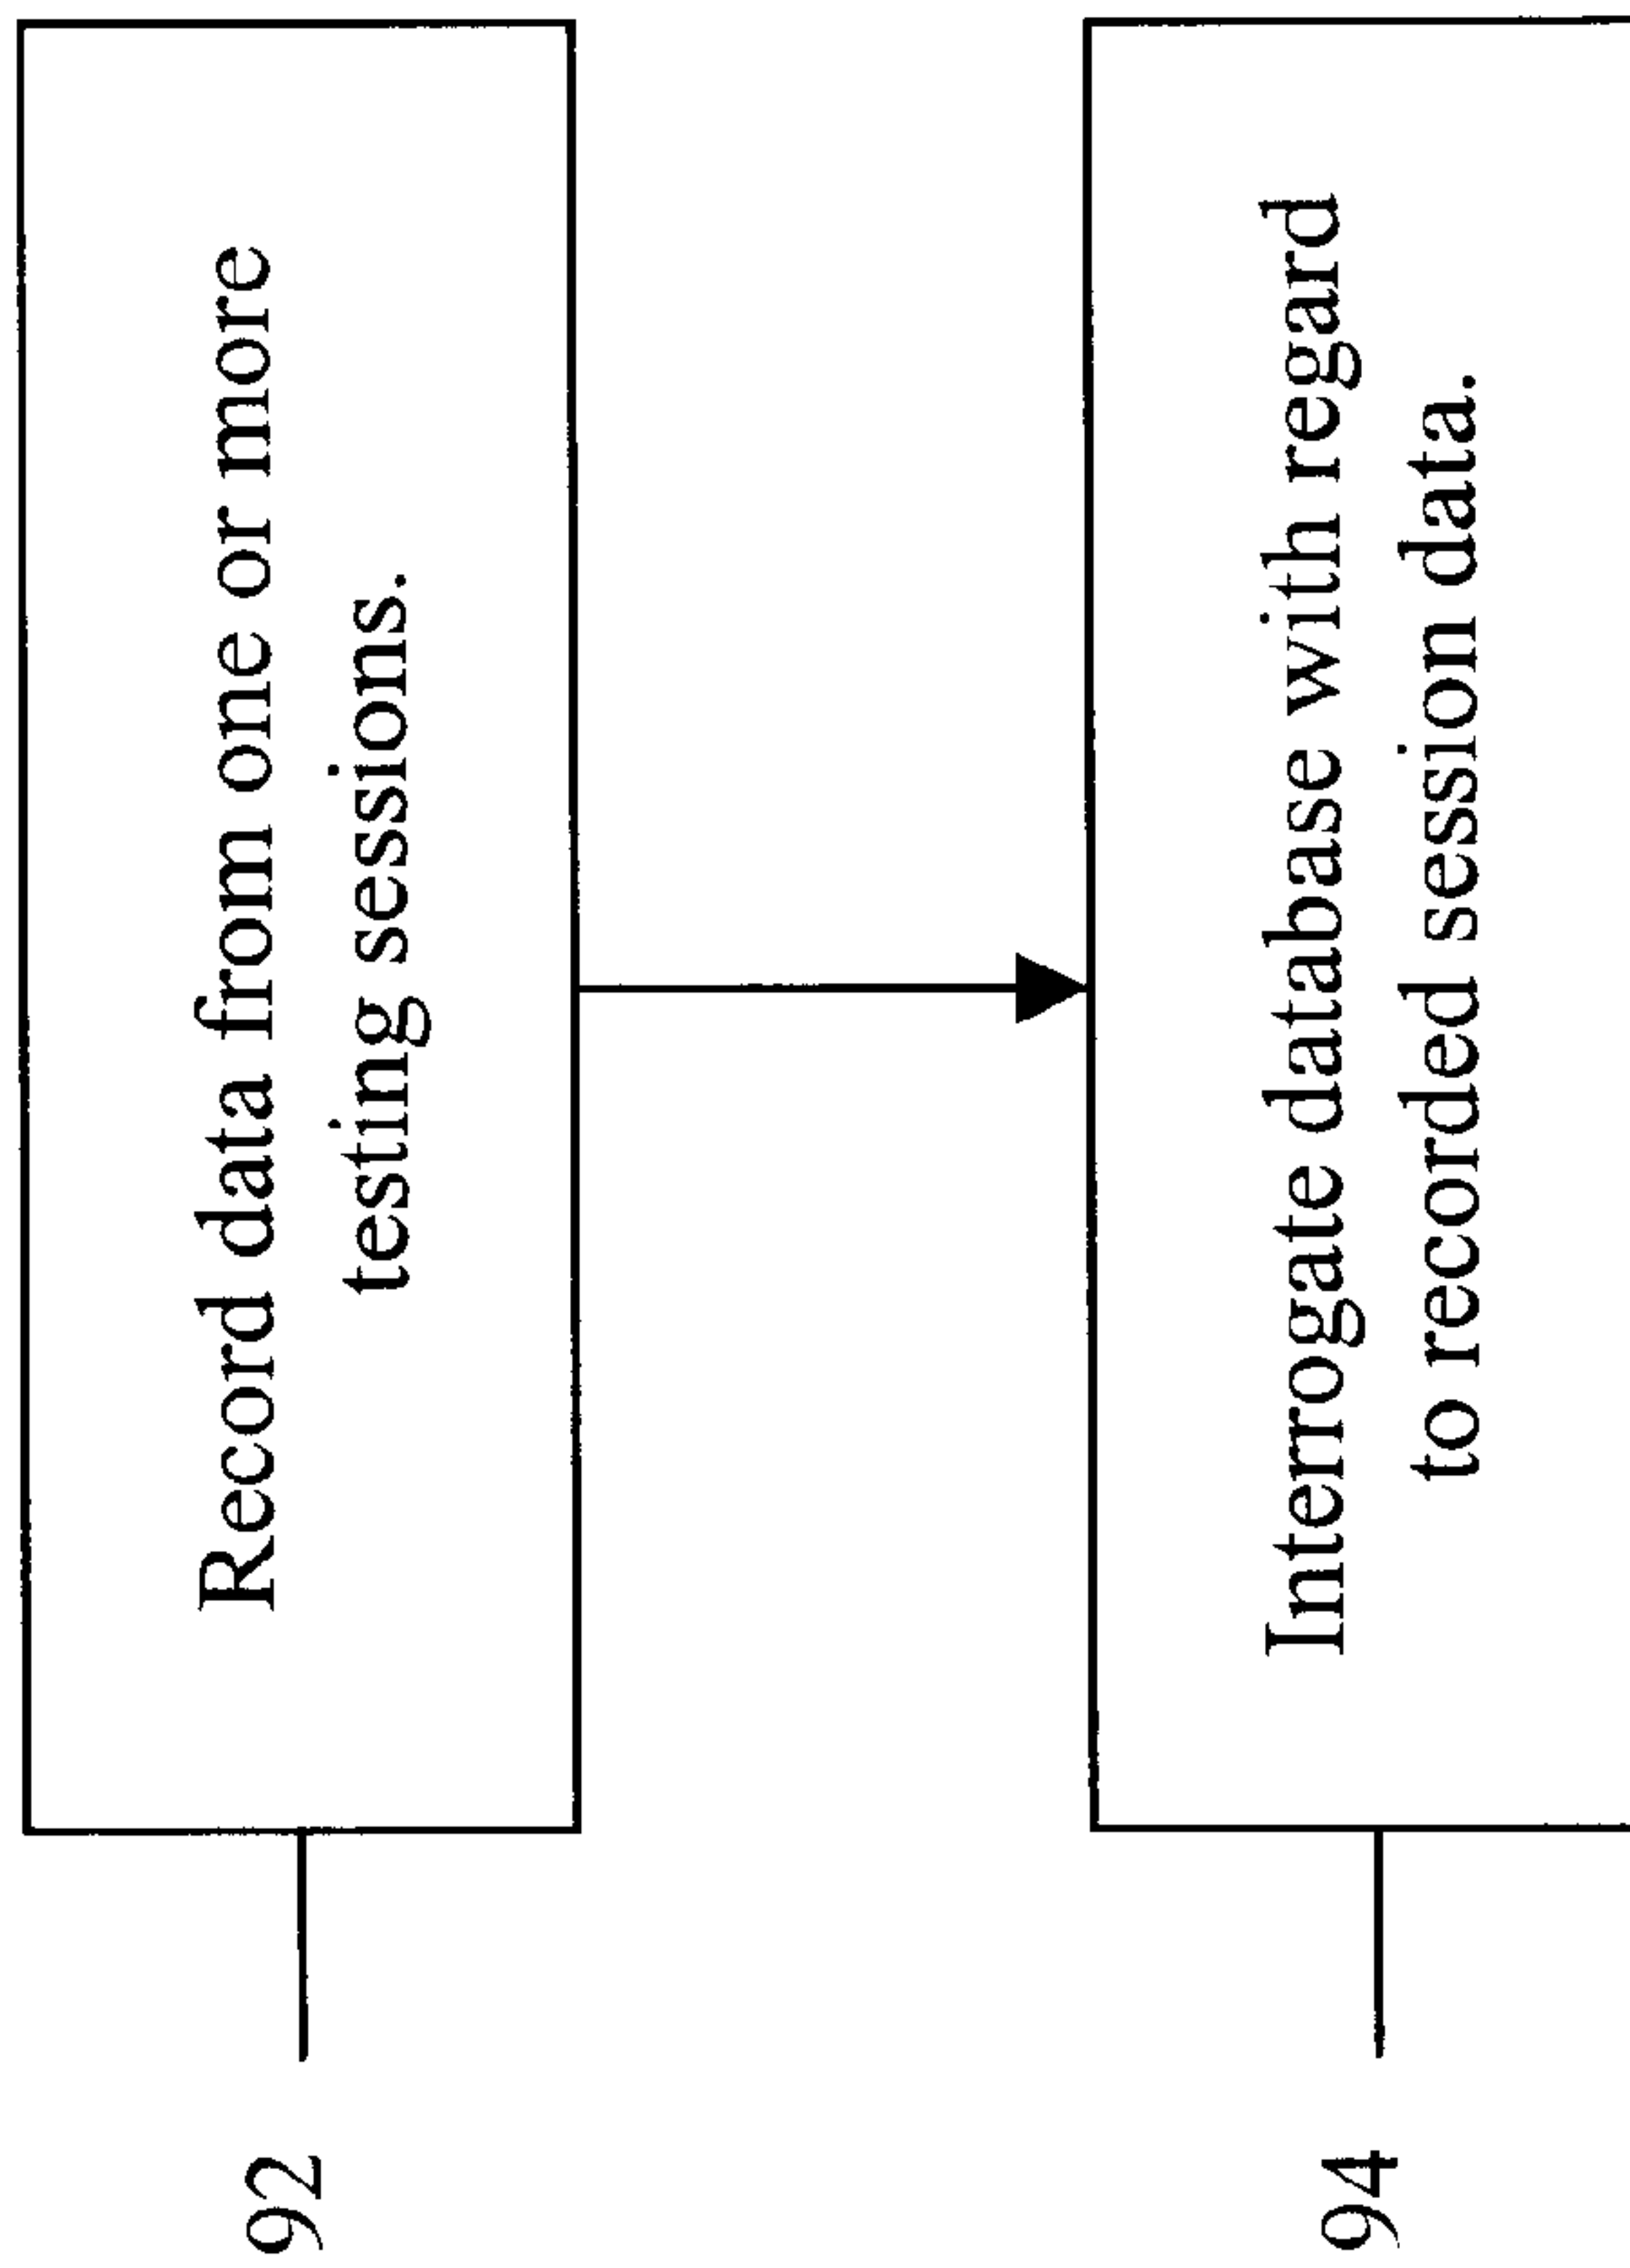 92
Record data from one or more
testing sessions.
94
Interrogate database with regard
to recorded session data.